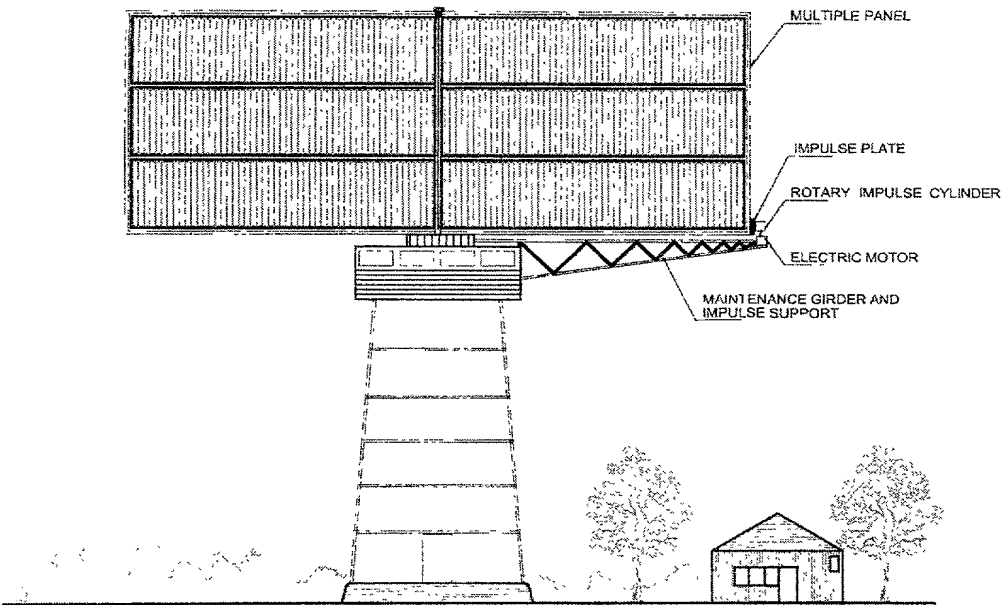 MULTIPLE PANEL
IMPULSE PLATE
ROTARY IMPULSE CYLINDER
ELECTRIC MOTOR
MAINTENANCE GIRDER AND
IMPULSE SUPPORT